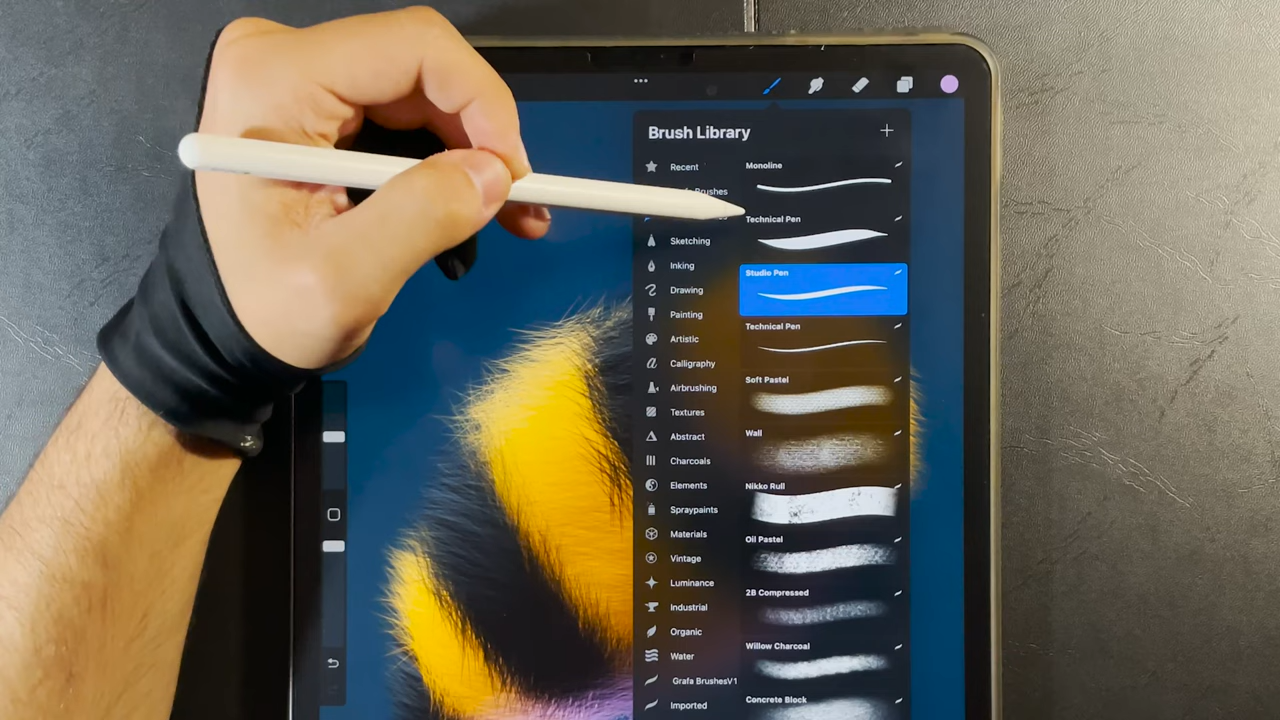 Brush Library
Recent
Brushes
Sketching
Inking
Drawing
Painting
Artistic
Calligraphy
Airbrushing
Textures
Abstract
Charcoals
Elements
Spraypaints
Materials
Vintage
Luminance
Industrial
Organic
Water
Grafa BrushesV1
Imported
Monoline
Technical Pen
Studio Pen
Technical Pen
Soft Pastel
Wall
Nikko Rull
Oil Pastel
2B Compressed
Willow Charcoal
Concrete Block